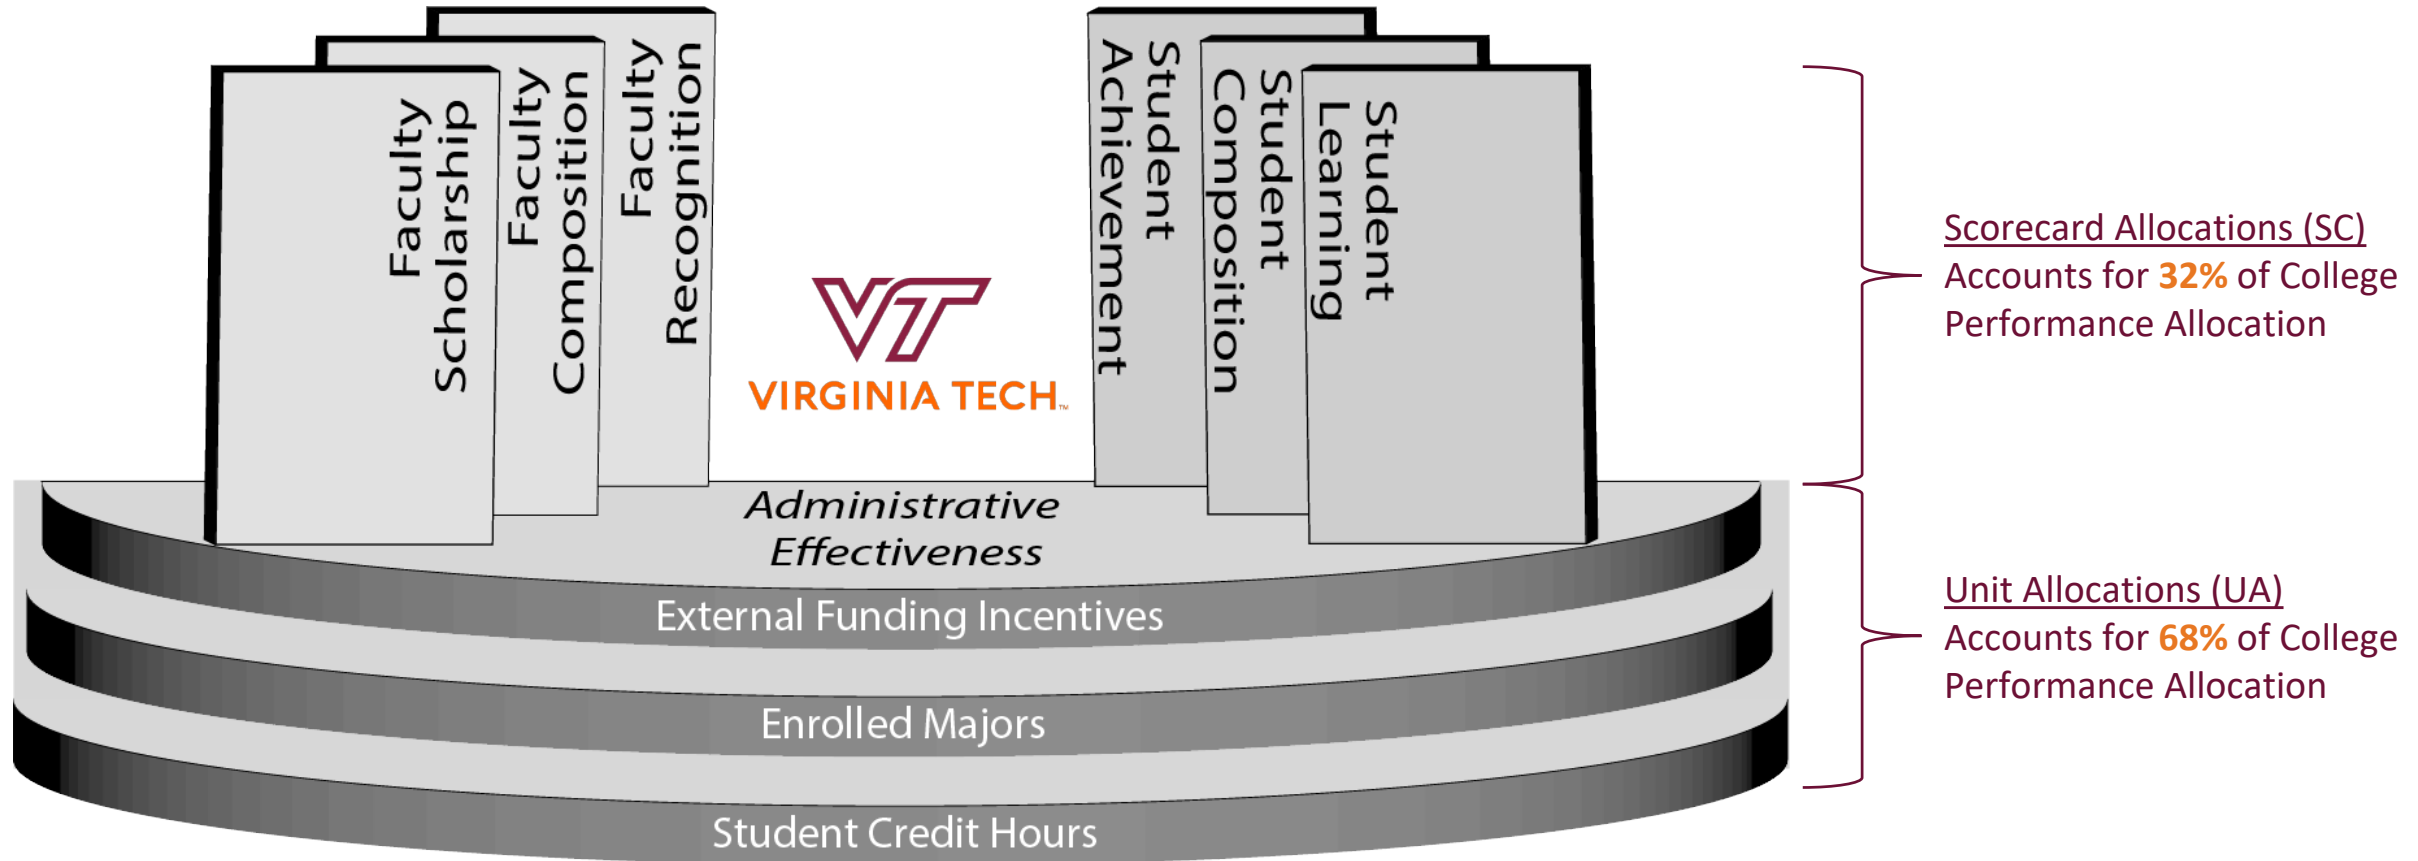 Faculty
Scholarship
Faculty
Composition
Faculty
Recognition
Student
Achievement
Student
Composition
Student
Learning
VT
VIRGINIA TECH™
Administrative
Effectiveness
External Funding Incentives
Enrolled Majors
Student Credit Hours
Scorecard Allocations (SC)
Accounts for 32% of College
Performance Allocation
Unit Allocations (UA)
Accounts for 68% of College
Performance Allocation